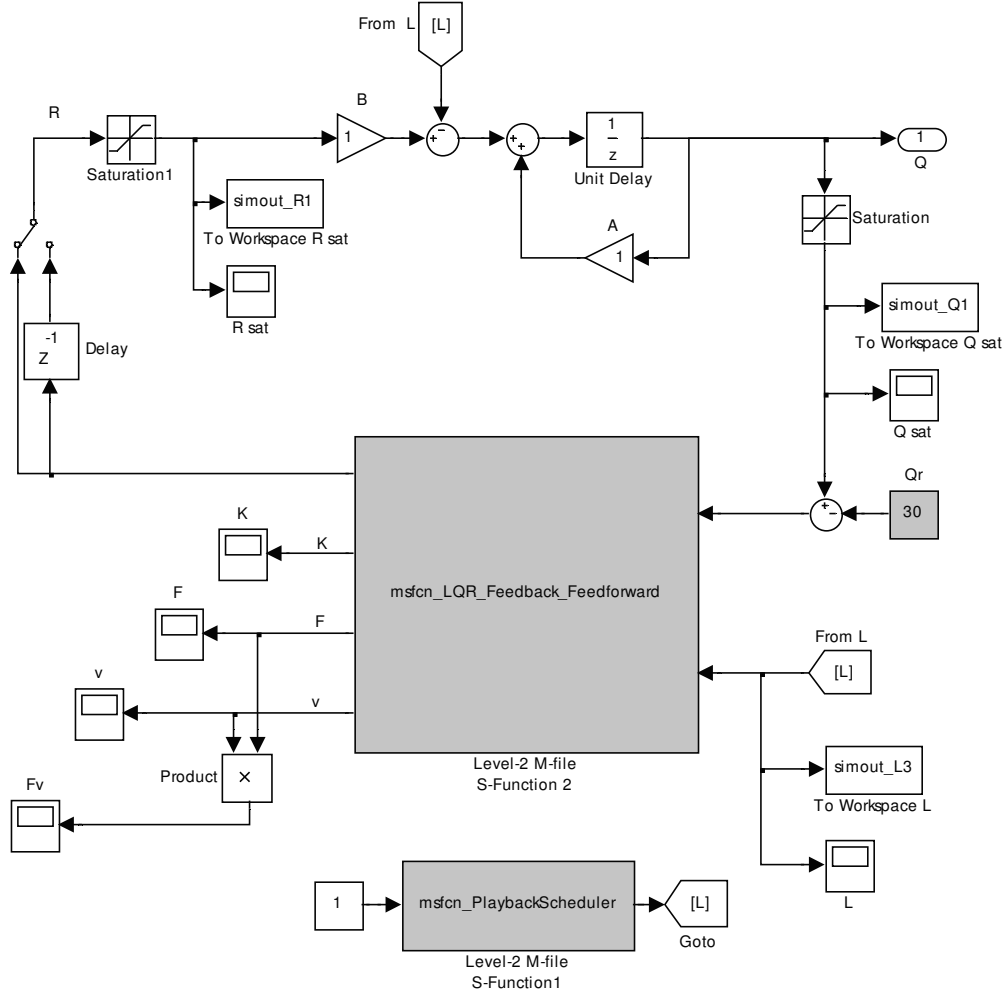 From L
[L]
R
B
1
+
−
+
+
1
z
1
Q
Saturation1
Unit Delay
simout_R1
To Workspace R sat
A
1
Saturation
R sat
simout_Q1
To Workspace Q sat
-1
Z
Delay
Q sat
Qr
+
−
30
K
K
msfcn_LQR_Feedback_Feedforward
F
F
From L
[L]
v
v
Level-2 M-file
S-Function 2
Product
×
simout_L3
To Workspace L
Fv
1
msfcn_PlaybackScheduler
[L]
L
Goto
Level-2 M-file
S-Function1